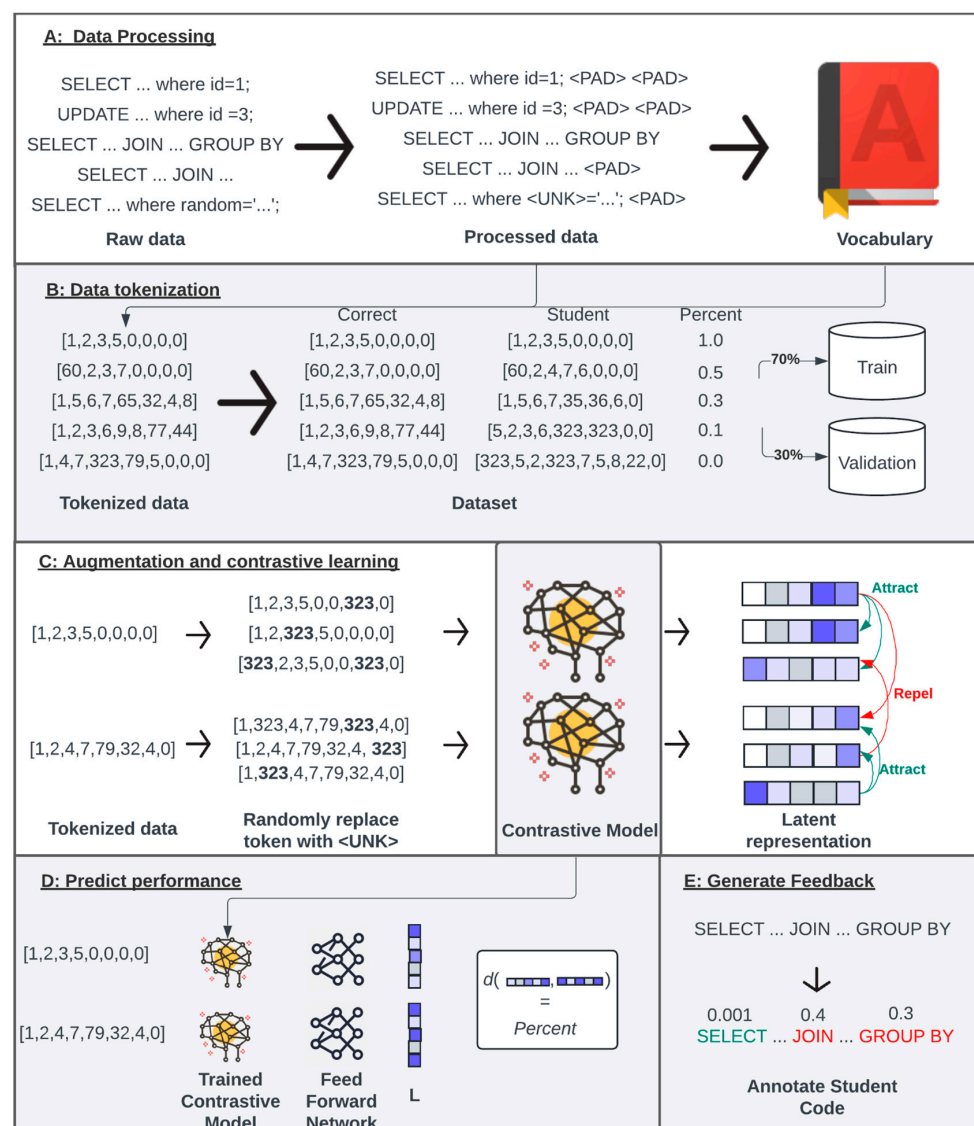 A:  Data Processing
SELECT ... where id=1;
UPDATE ... where id =3;
SELECT ... JOIN ... GROUP BY
SELECT ... JOIN ...
SELECT ... where random='...';
Raw data
SELECT ... where id=1; <PAD> <PAD>
UPDATE ... where id =3; <PAD> <PAD>
SELECT ... JOIN ... GROUP BY
SELECT ... JOIN ... <PAD>
SELECT ... where <UNK>='...'; <PAD>
Processed data
A
Vocabulary
B: Data tokenization
[1,2,3,5,0,0,0,0]
[60,2,3,7,0,0,0,0]
[1,5,6,7,65,32,4,8]
[1,2,3,6,9,8,77,44]
[1,4,7,323,79,5,0,0,0]
Tokenized data
Correct
Student
Percent
[1,2,3,5,0,0,0,0]
[1,2,3,5,0,0,0,0]
1.0
[60,2,3,7,0,0,0,0]
[60,2,4,7,6,0,0,0]
0.5
[1,5,6,7,65,32,4,8]
[1,5,6,7,35,36,6,0]
0.3
[1,2,3,6,9,8,77,44]
[5,2,3,6,323,323,0,0]
0.1
[1,4,7,323,79,5,0,0,0]
[323,5,2,323,7,5,8,22,0]
0.0
Dataset
70%
Train
30%
Validation
C: Augmentation and contrastive learning
[1,2,3,5,0,0,0,0]
[1,2,3,5,0,0,323,0]
[1,2,323,5,0,0,0,0]
[323,2,3,5,0,0,323,0]
[1,2,4,7,79,32,4,0]
[1,323,4,7,79,323,4,0]
[1,2,4,7,79,32,4, 323]
[1,323,4,7,79,32,4,0]
Tokenized data
Randomly replace
token with <UNK>
Contrastive Model
Attract
Repel
Attract
Latent
representation
D: Predict performance
[1,2,3,5,0,0,0,0]
[1,2,4,7,79,32,4,0]
Trained
Contrastive
Model
Feed
Forward
Network
L
d( , )
=
Percent
E: Generate Feedback
SELECT ... JOIN ... GROUP BY
0.001 0.4 0.3
SELECT ... JOIN ... GROUP BY
Annotate Student
Code